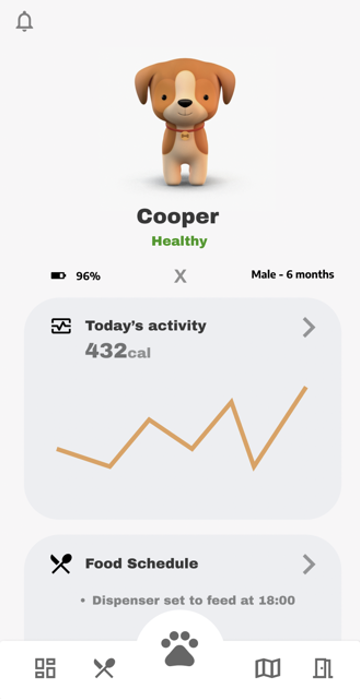 Cooper
Healthy
96%
X
Male - 6 months
Today's activity
432cal
Food Schedule
• Dispenser set to feed at 18:00